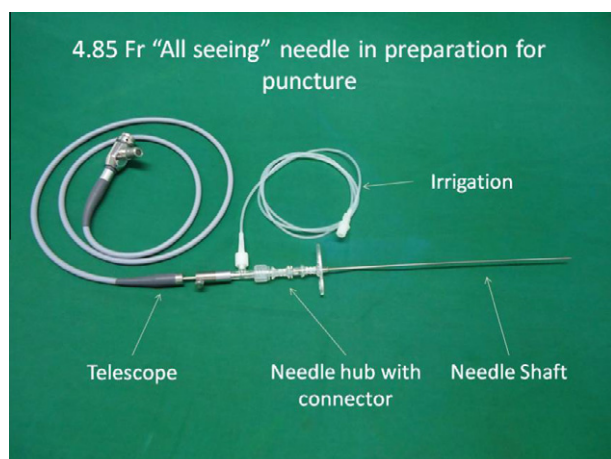 4.85 Fr “All seeing” needle in preparation for
puncture
Irrigation
Telescope
Needle hub with
connector
Needle Shaft